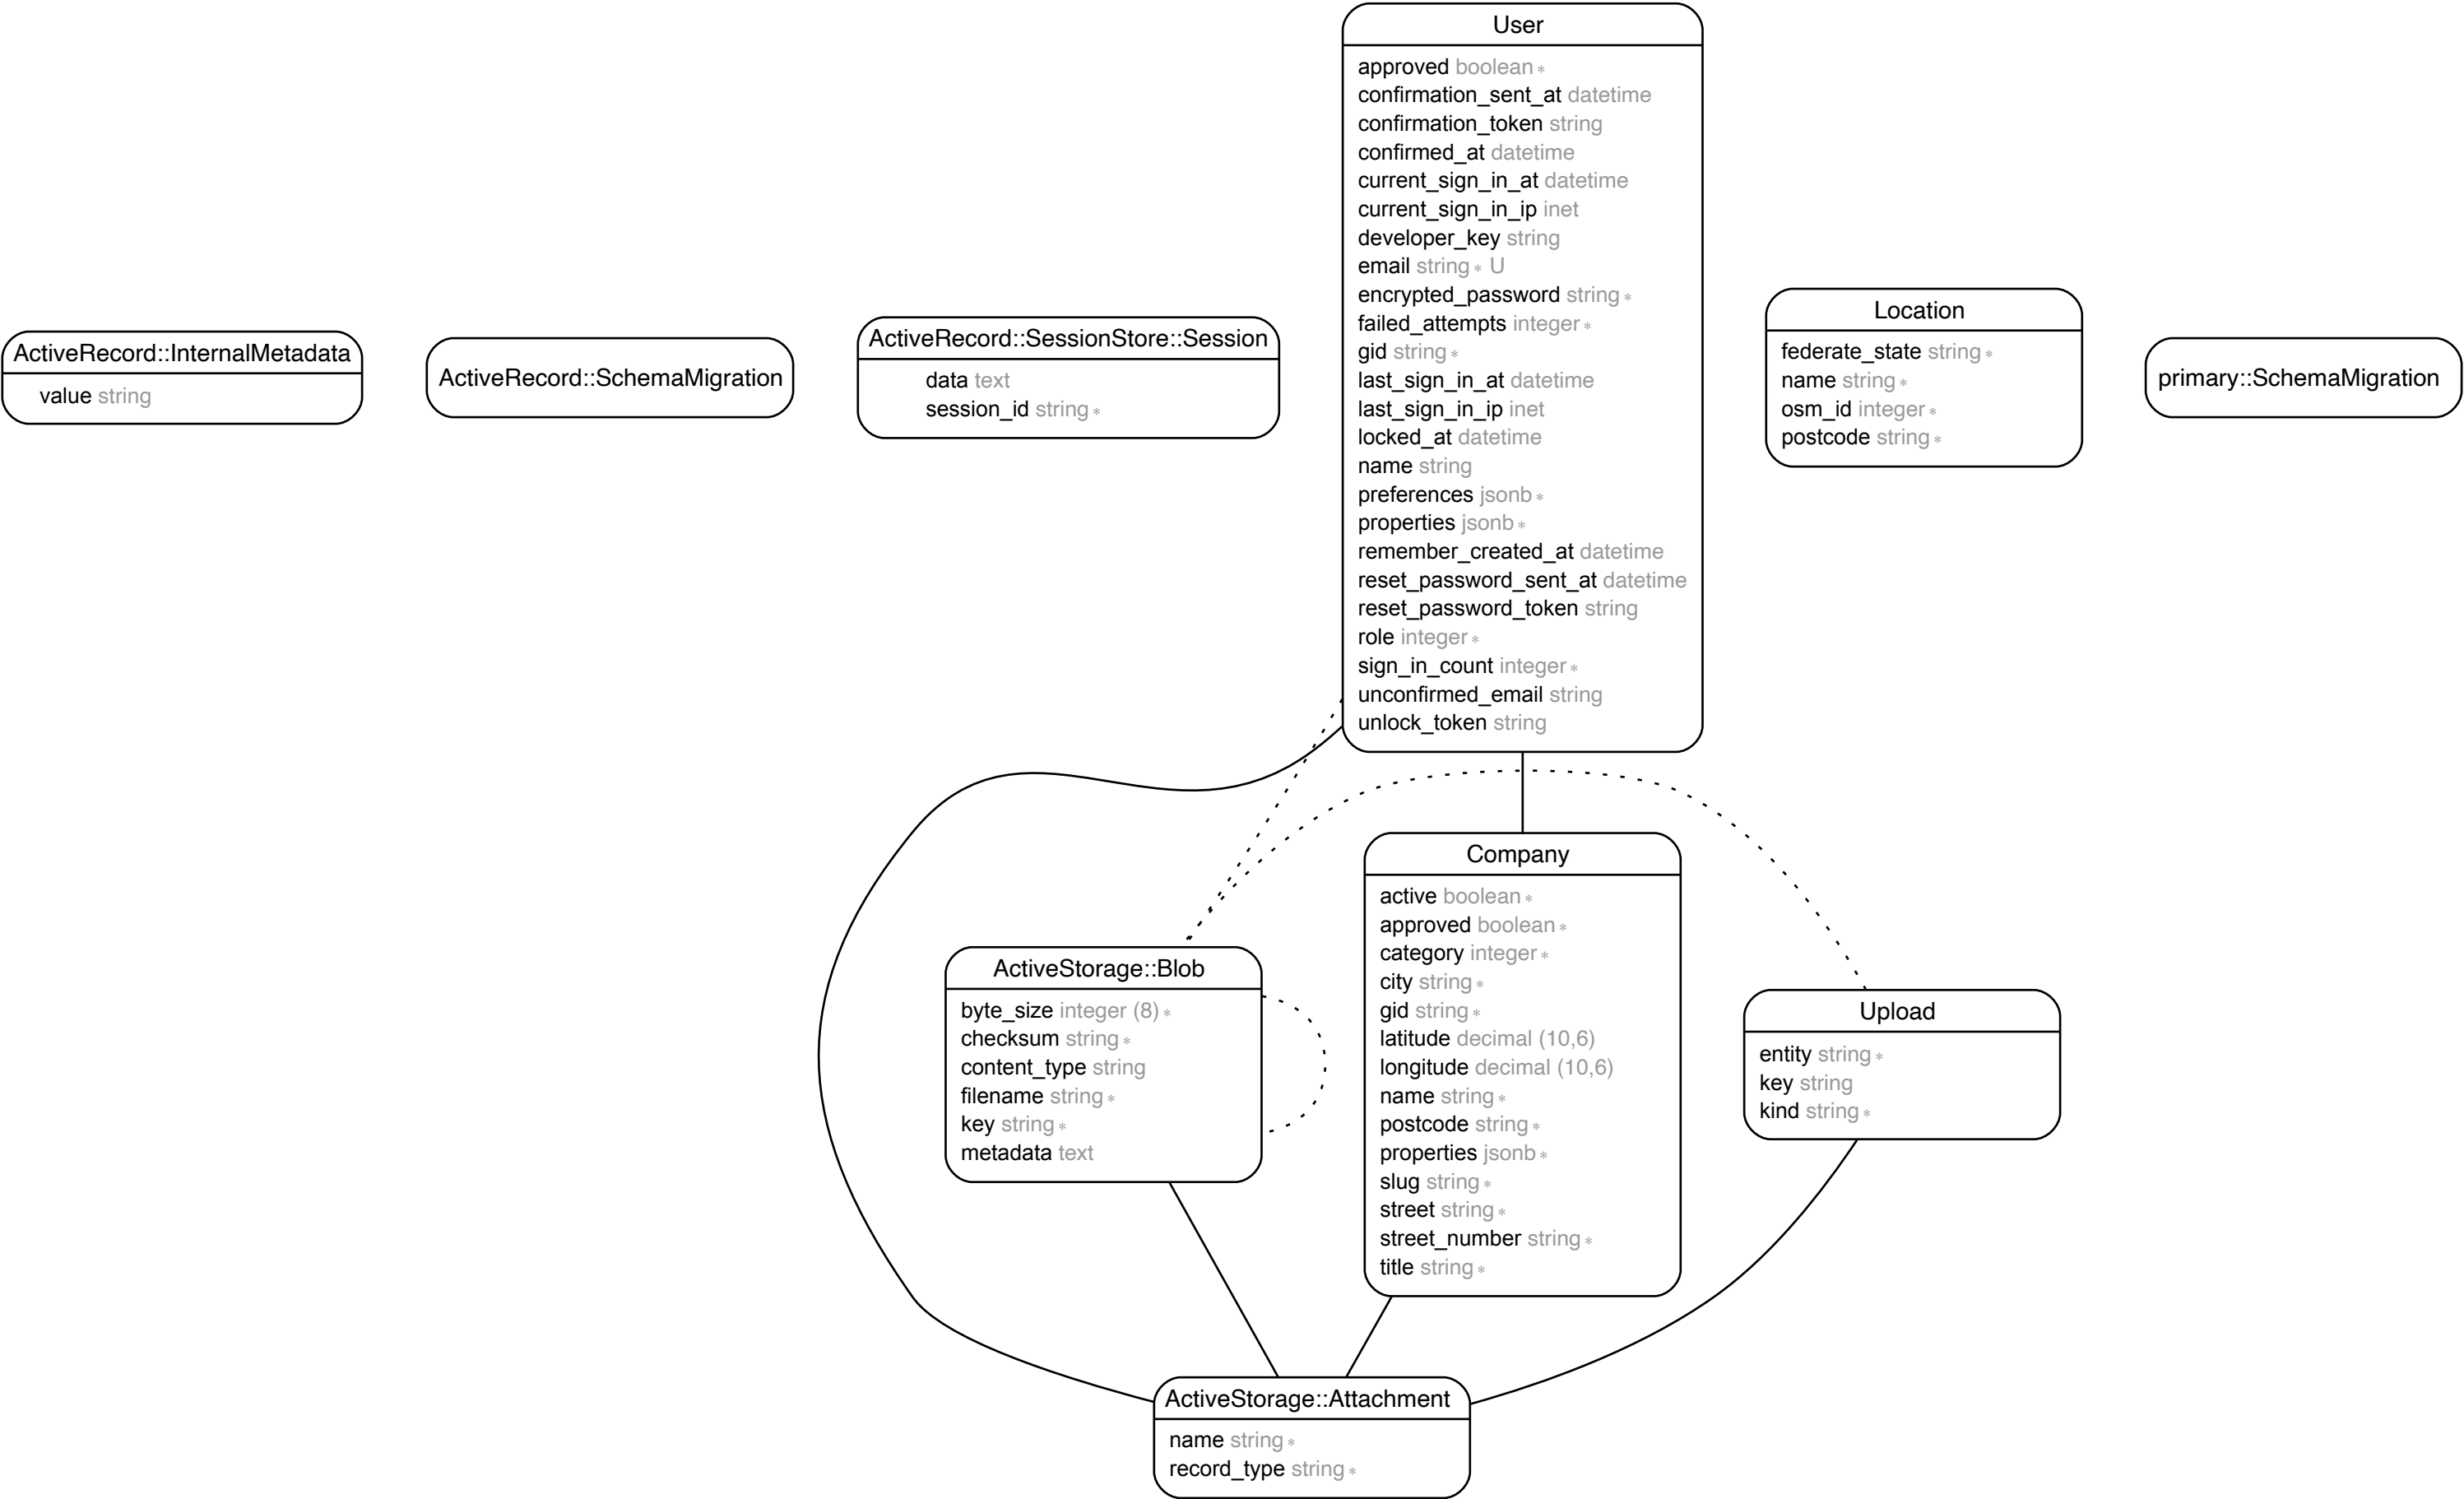 User
approved boolean ∗
confirmation_sent_at datetime
confirmation_token string
confirmed_at datetime
current_sign_in_at datetime
current_sign_in_ip inet
developer_key string
email string ∗ U
encrypted_password string ∗
failed_attempts integer ∗
gid string ∗
last_sign_in_at datetime
last_sign_in_ip inet
locked_at datetime
name string
preferences jsonb ∗
properties jsonb ∗
remember_created_at datetime
reset_password_sent_at datetime
reset_password_token string
role integer ∗
sign_in_count integer ∗
unconfirmed_email string
unlock_token string
ActiveRecord::InternalMetadata
value string
ActiveRecord::SchemaMigration
ActiveRecord::SessionStore::Session
data text
session_id string ∗
Location
federate_state string ∗
name string ∗
osm_id integer ∗
postcode string ∗
primary::SchemaMigration
Company
active boolean ∗
approved boolean ∗
category integer ∗
city string ∗
gid string ∗
latitude decimal (10,6)
longitude decimal (10,6)
name string ∗
postcode string ∗
properties jsonb ∗
slug string ∗
street string ∗
street_number string ∗
title string ∗
ActiveStorage::Blob
byte_size integer (8) ∗
checksum string ∗
content_type string
filename string ∗
key string ∗
metadata text
Upload
entity string ∗
key string
kind string ∗
ActiveStorage::Attachment
name string ∗
record_type string ∗